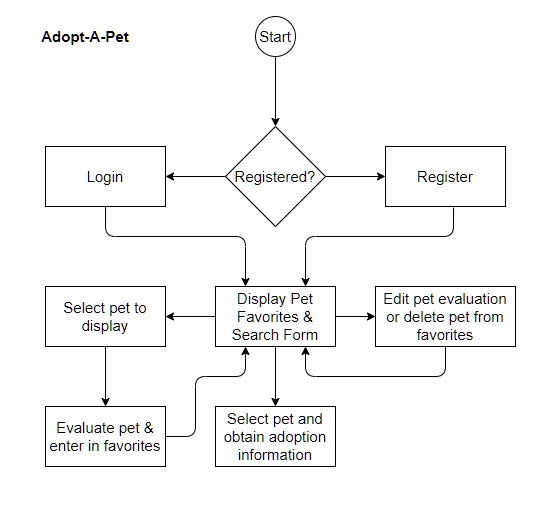 Adopt-A-Pet
Start
Login
Registered?
Register
Select pet to
display
Display Pet
Favorites &
Search Form
Edit pet evaluation
or delete pet from
favorites
Evaluate pet &
enter in favorites
Select pet and
obtain adoption
information